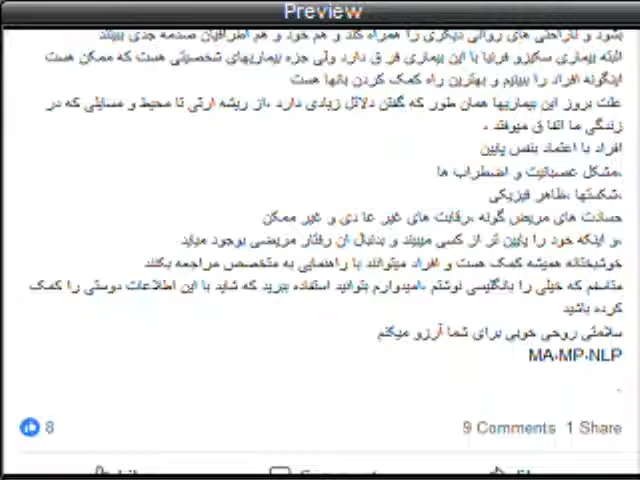 Preview
بشود و ناراحتی های روانی دیگری را همراه کند و هم خود و هم اطرافیان صدمه جدی ببینند
البته بیماری سکیزو فرنیا با این بیماری فر ق دارد ولی جزه بیماریهای شخصیتی هست که ممکن هست
اینگونه افراد را ببینیم و بهترین راه کمک کردن بانها هست
علت بروز این بیماریها همان طور که گفتن دلائل زیادی دارد ،از ریشه ارثی تا محیط و مسایلی که در
زندگی ما اتفا ق میوفتد .
افراد با اعتماد بنفس پایین
،مشکل عصبانیت و اضطراب ها
،شکستها ،ظاهر فیزیکی
حسادت های مریض گونه ،رقابت های غیر عا دی و غیر ممکن
،و اینکه خود را پایین تر از کسی میبیند و بدنبال ان رفتار مریضی بوجود میاید
خوشبختانه همیشه کمک هست و افراد میتوانند با راهنمایی به متخصص مراجعه بکنند
متاسفم که خیلی را بانگلیسی نوشتم ،امیدوارم بتوانید استفاده ببرید که شاید با این اطلاعات دوستی را کمک
کرده باشید
سلامتی روحی خوبی برای شما آرزو میکنم
MA،MP،NLP
.
8
9 Comments 1 Share